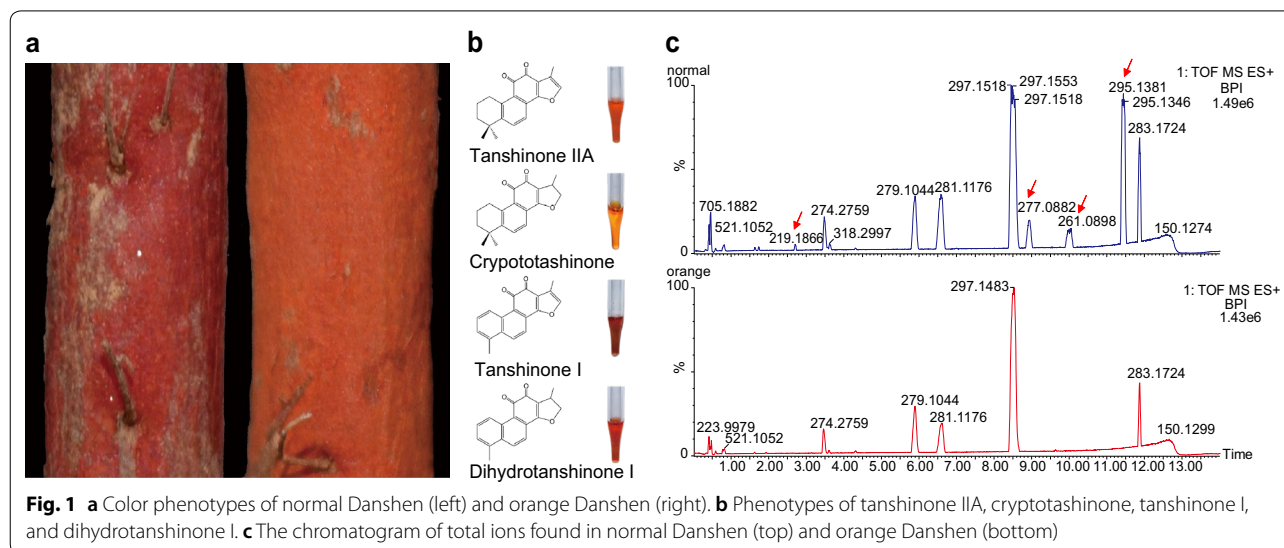 a
b
c
Tanshinone IIA
Crypototashinone
Tanshinone I
Dihydrotanshinone I
O
O
O
O
O
O
O
O
O
O
O
O
normal
100
%
0
705.1882
521.1052
219.1866
274.2759
318.2997
279.1044
281.1176
297.1518
297.1553
297.1518
277.0882
261.0898
295.1381
295.1346
283.1724
150.1274
1: TOF MS ES+
BPI
1.49e6
orange
100
%
0
223.9979
521.1052
274.2759
279.1044
281.1176
297.1483
283.1724
150.1299
1: TOF MS ES+
BPI
1.43e6
1.00 2.00 3.00 4.00 5.00 6.00 7.00 8.00 9.00 10.00 11.00 12.00 13.00
Time
Fig. 1 a Color phenotypes of normal Danshen (left) and orange Danshen (right). b Phenotypes of tanshinone IIA, cryptotashinone, tanshinone I,
and dihydrotanshinone I. c The chromatogram of total ions found in normal Danshen (top) and orange Danshen (bottom)